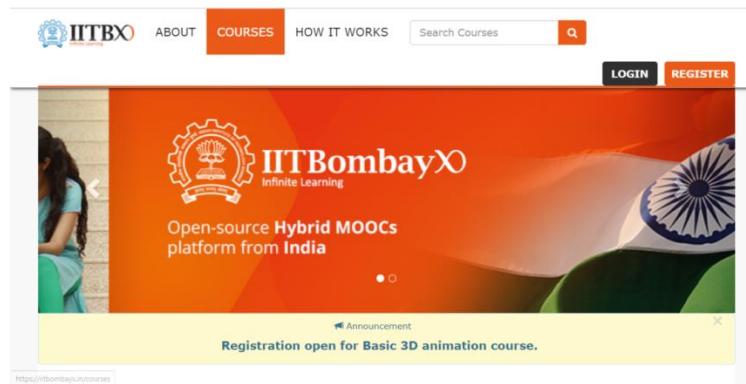 IITBX
Infinite Learning
ABOUT
COURSES
HOW IT WORKS
Search Courses
LOGIN
REGISTER
IITBombayX
Infinite Learning
Open-source Hybrid MOOCs
platform from India
Announcement
Registration open for Basic 3D animation course.
https://iitbombayx.in/courses